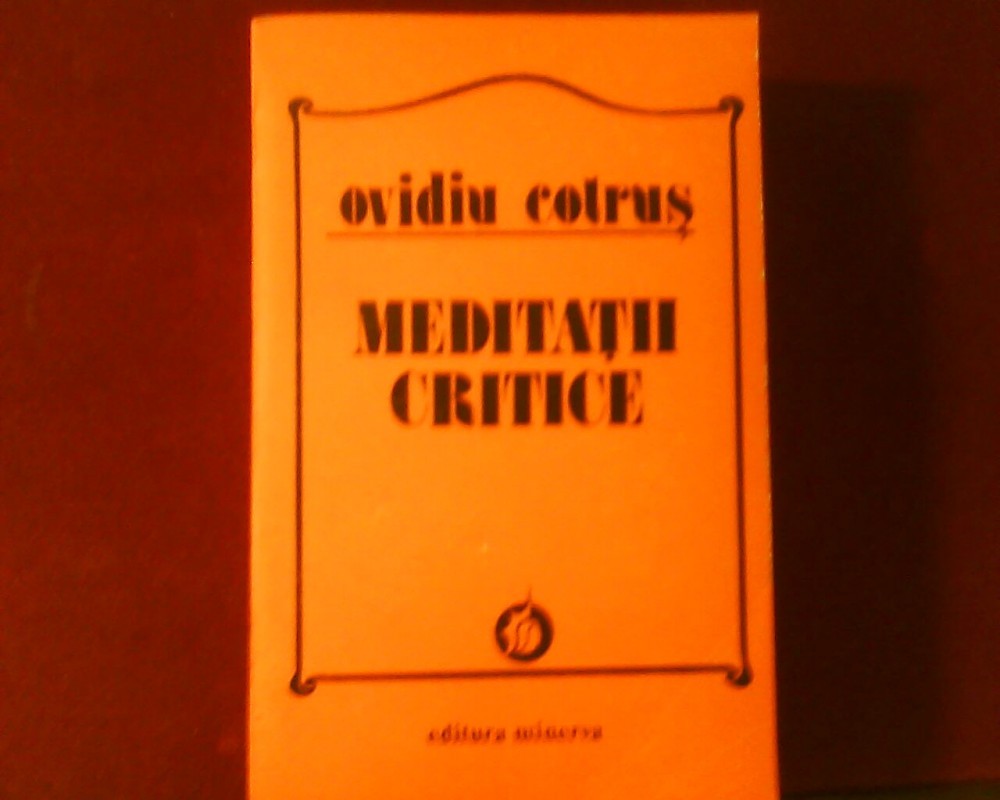 ovidiu cotruş
MEDITAŢII
CRITICE
editura minerva